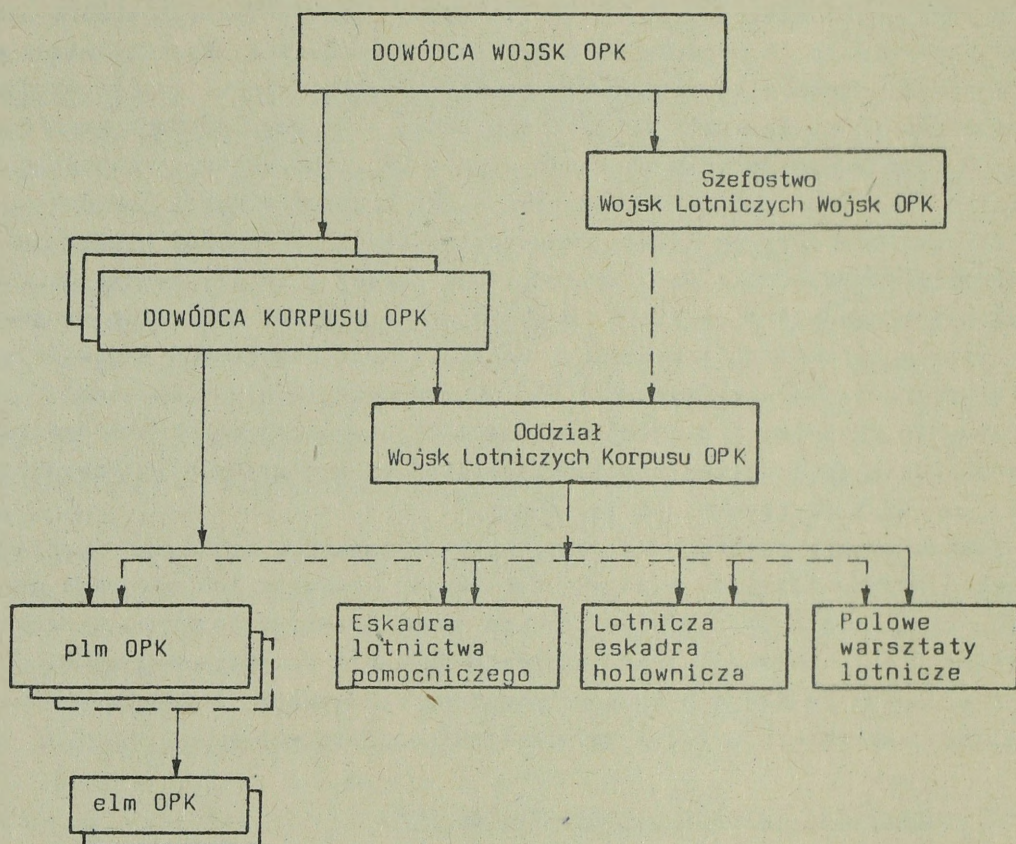 DOWÓDCA WOJSK OPK
Szefostwo
Wojsk Lotniczych Wojsk OPK
DOWÓDCA KORPUSU OPK
Oddział
Wojsk Lotniczych Korpusu OPK
plm OPK
Eskadra
lotnictwa
pomocniczego
Lotnicza
eskadra
holownicza
Polowe
warsztaty
lotnicze
elm OPK